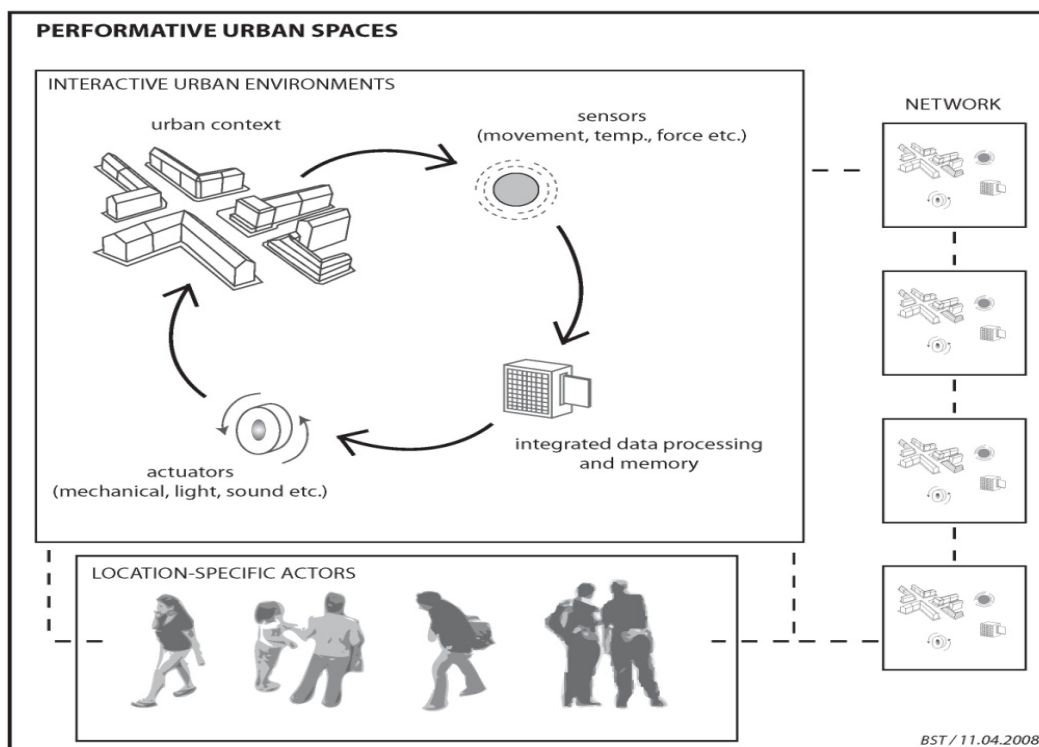 PERFORMATIVE URBAN SPACES
INTERACTIVE URBAN ENVIRONMENTS
urban context
sensors
(movement, temp., force etc.)
integrated data processing
and memory
actuators
(mechanical, light, sound etc.)
NETWORK
LOCATION-SPECIFIC ACTORS
BST / 11.04.2008